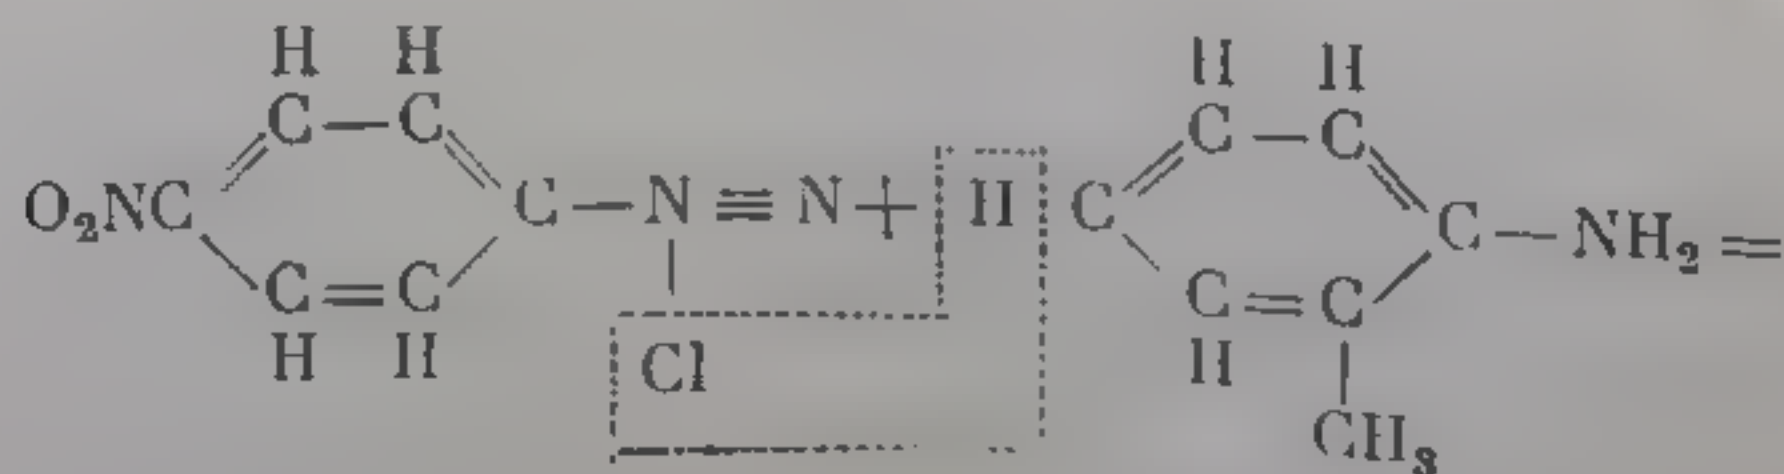 H H H H
C — C C — C
O₂NC C — N ≡ N + H C C — NH₂ =
C = C C = C
H H Cl H
CH₃